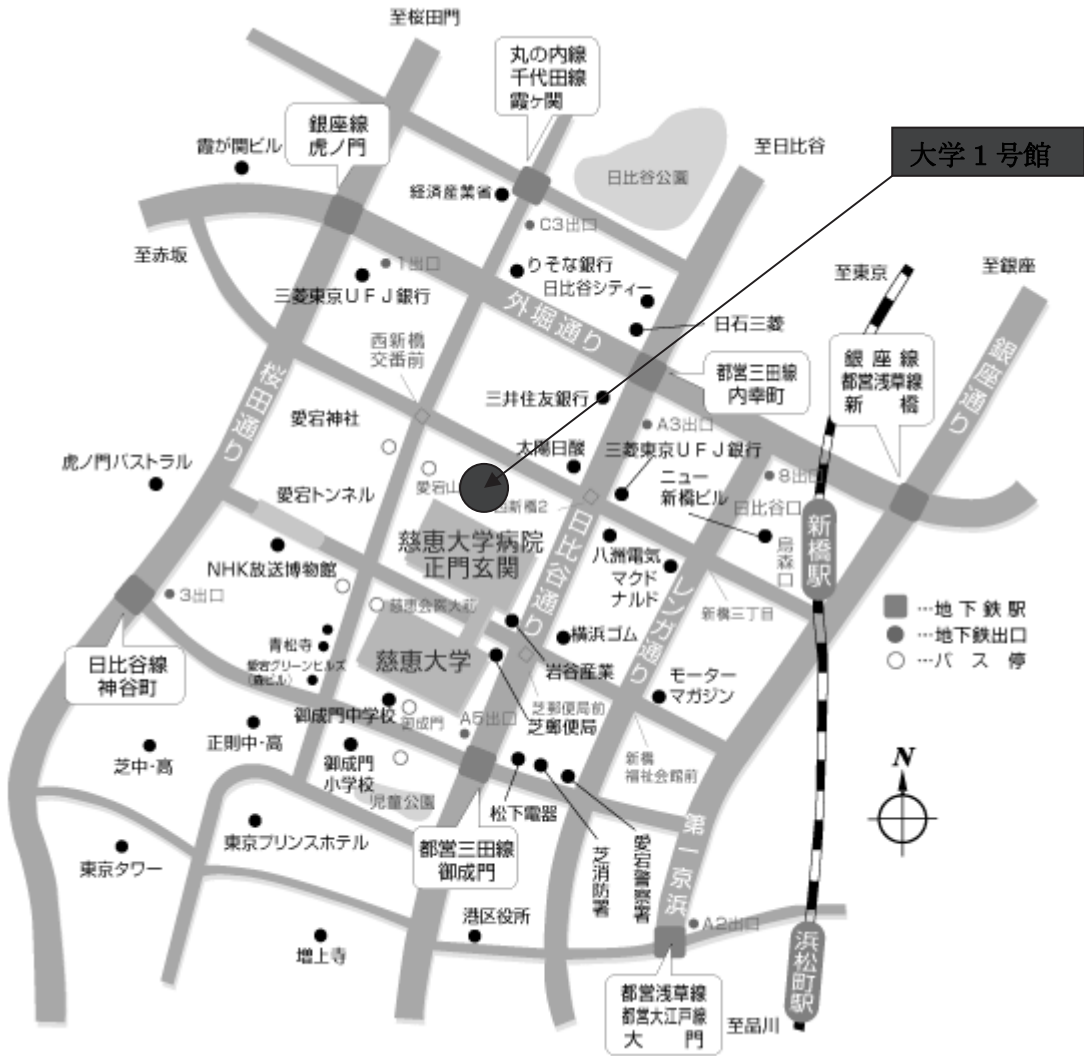 至桜田門
丸の内線
千代田線
霞ヶ関
銀座線
虎ノ門
霞が関ビル
至日比谷
大学１号館
日比谷公園
経済産業省
C3出口
至赤坂
1出口
りそな銀行
日比谷シティー
三菱東京ＵＦＪ銀行
至東京
至銀座
外堀通り
日石三菱
西新橋
交番前
銀座線
都営浅草線
新橋
銀座通り
桜田通り
都営三田線
内幸町
三井住友銀行
愛宕神社
A3出口
太陽日酸
三菱東京ＵＦＪ銀行
虎ノ門パストラル
愛宕山
ニュー
新橋ビル
8出口
愛宕トンネル
西新橋2
日比谷口
新橋駅
慈恵大学病院
正門玄関
日比谷通り
八洲電気
烏森口
マクド
ナルド
NHK放送博物館
レンガ通り
新橋三丁目
3出口
慈恵会医大前
…地下鉄駅
…地下鉄出口
…バス停
青松寺
愛宕グリーンヒルズ
(森ビル)
慈恵大学
横浜ゴム
岩谷産業
日比谷線
神谷町
モーター
マガジン
御成門中学校
御成門
A5出口
芝郵便局前
芝郵便局
正則中・高
芝中・高
御成門
小学校
新橋
福祉会館前
N
児童公園
松下電器
第一京浜
東京プリンスホテル
東京タワー
都営三田線
御成門
芝消防署
愛宕警察署
港区役所
A2出口
増上寺
浜松町駅
都営浅草線
都営大江戸線
大門
至品川